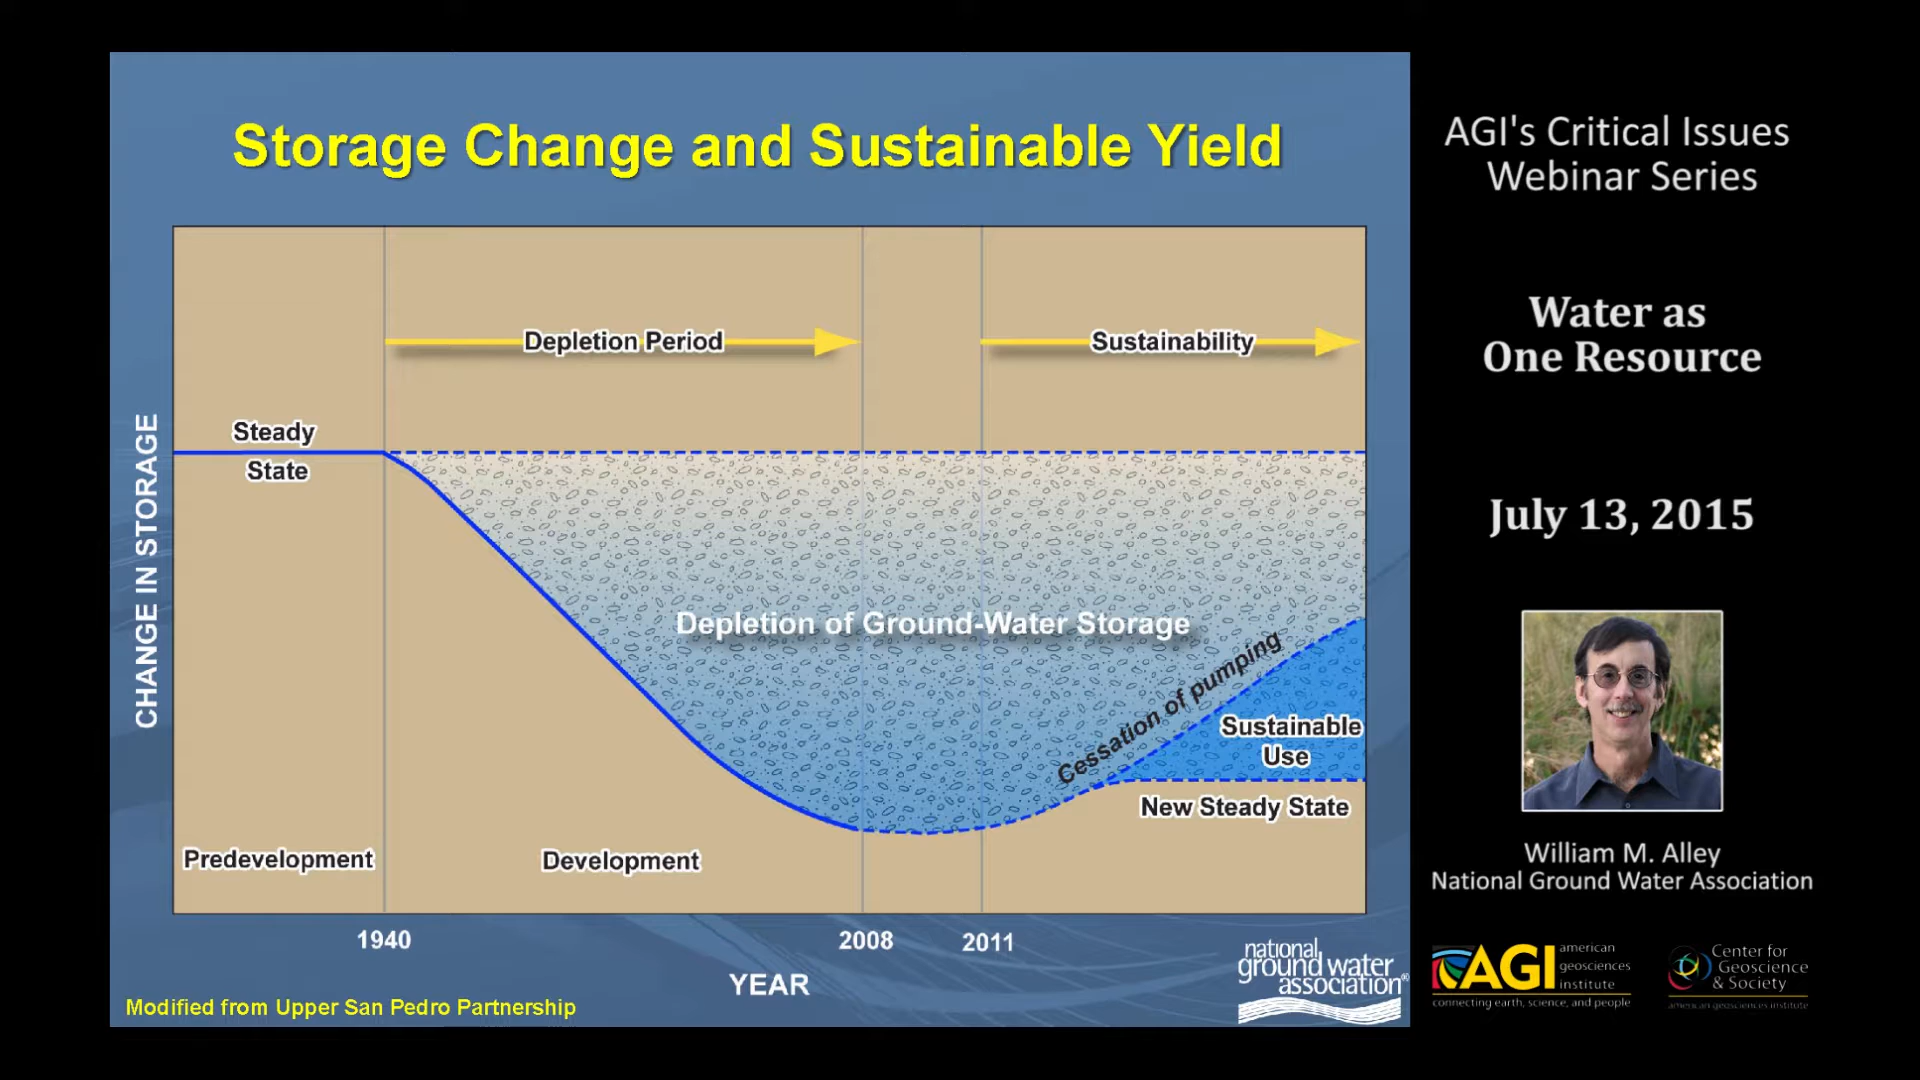 Storage Change and Sustainable Yield
Depletion Period
Sustainability
CHANGE IN STORAGE
Steady
State
Depletion of Ground-Water Storage
Cessation of pumping
Sustainable
Use
New Steady State
Predevelopment
Development
1940
2008
2011
YEAR
Modified from Upper San Pedro Partnership
national
ground water
association®
AGI's Critical Issues
Webinar Series
Water as
One Resource
July 13, 2015
William M. Alley
National Ground Water Association
AGI
american
geosciences
institute
connecting earth, science, and people
Center for
Geoscience
& Society
american geosciences institute